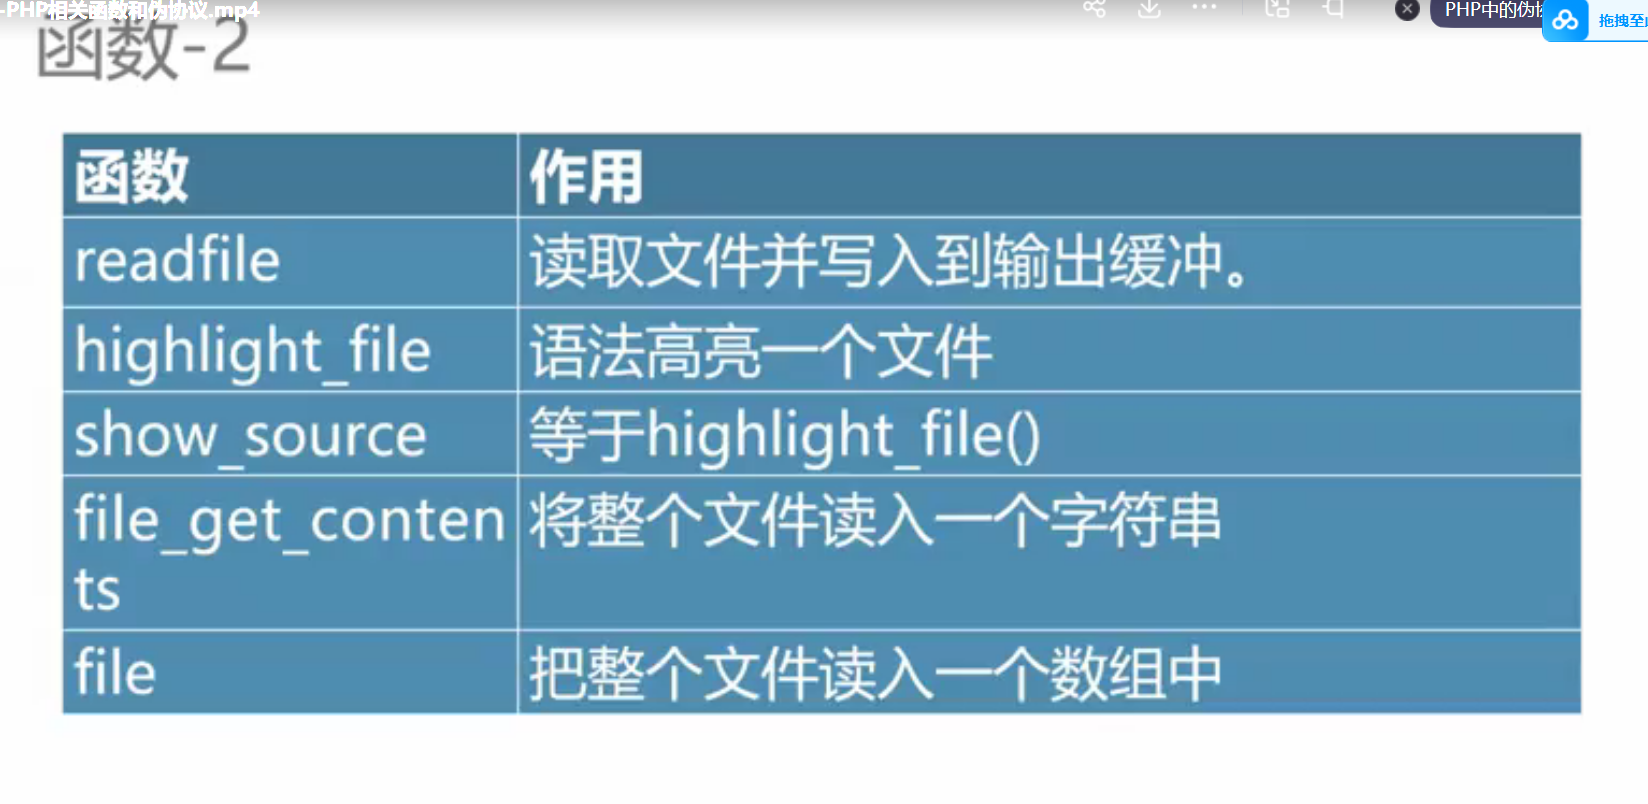 -PHP相关函数和伪协议.mp4
PHP中的伪
拖拽至
函数-2
函数 作用
readfile 读取文件并写入到输出缓冲。
highlight_file 语法高亮一个文件
show_source 等于highlight_file()
file_get_conten 将整个文件读入一个字符串
ts
file 把整个文件读入一个数组中